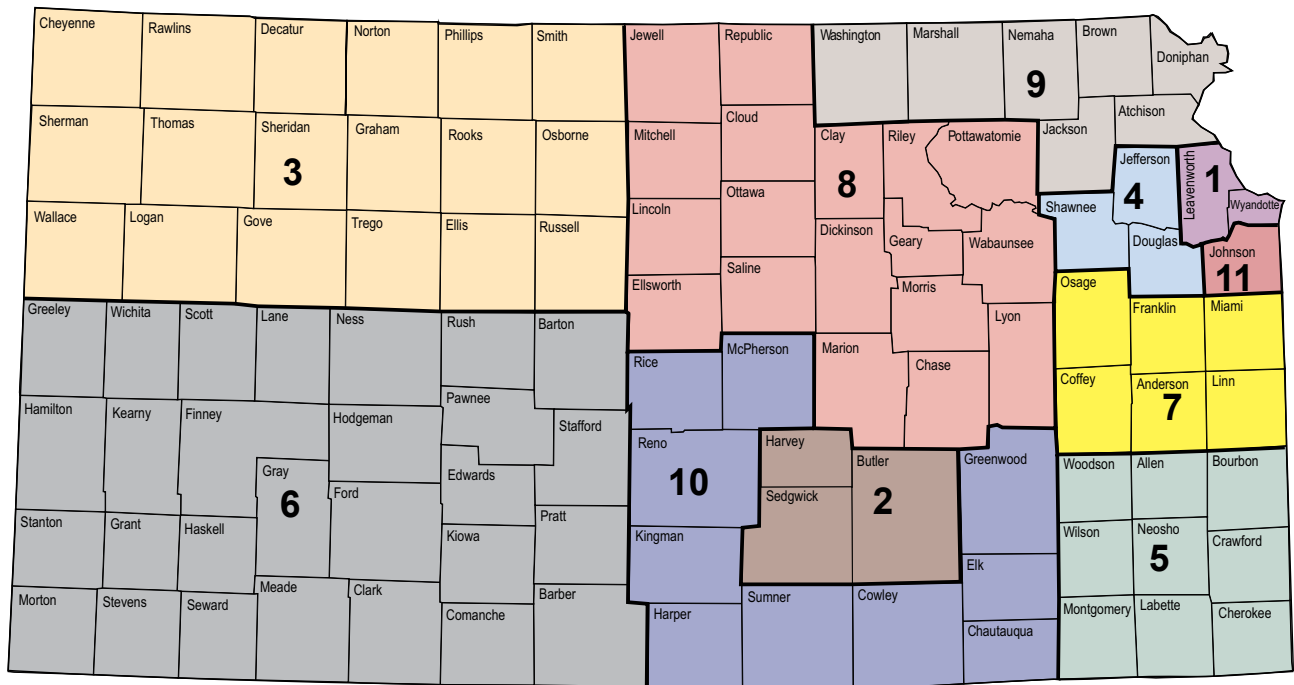 Cheyenne
Rawlins
Decatur
Norton
Phillips
Smith
Jewell
Republic
Washington
Marshall
Nemaha
Brown
Doniphan
9
Sherman
Thomas
Sheridan
Graham
Rooks
Osborne
Mitchell
Cloud
Clay
Riley
Pottawatomie
Jackson
Atchison
3
8
Jefferson
4
Leavenworth
1
Wyandotte
Wallace
Logan
Gove
Trego
Ellis
Russell
Lincoln
Ottawa
Dickinson
Geary
Wabaunsee
Shawnee
Douglas
Johnson
11
Ellsworth
Saline
Morris
Lyon
Osage
Franklin
Miami
Greeley
Wichita
Scott
Lane
Ness
Rush
Barton
Rice
McPherson
Marion
Chase
Coffey
Anderson
7
Linn
Hamilton
Kearny
Finney
Hodgeman
Pawnee
Stafford
Reno
Harvey
Butler
Greenwood
Woodson
Allen
Bourbon
Gray
6
Ford
Edwards
10
Sedgwick
2
Stanton
Grant
Haskell
Kiowa
Pratt
Kingman
Elk
Wilson
Neosho
5
Crawford
Morton
Stevens
Seward
Meade
Clark
Comanche
Barber
Harper
Sumner
Cowley
Chautauqua
Montgomery
Labette
Cherokee